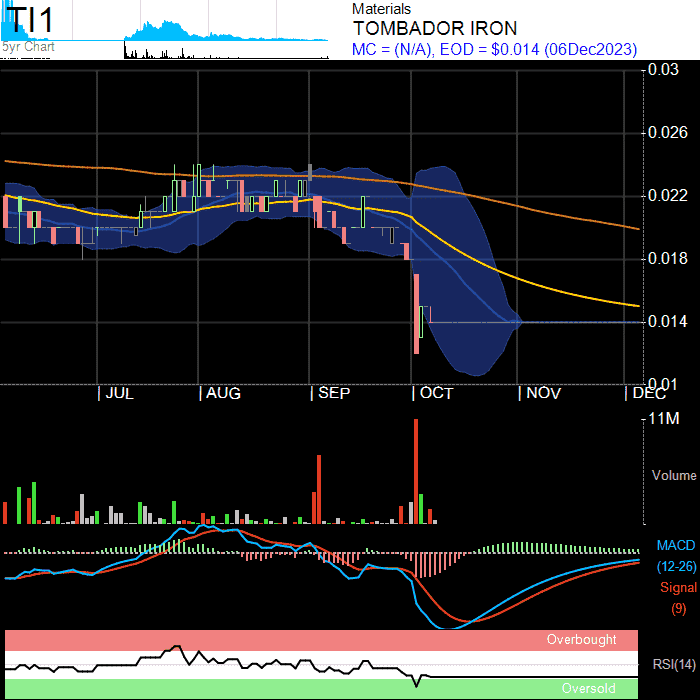 TI1
5yr Chart
Materials
TOMBADOR IRON
MC = (N/A), EOD = $0.014 (06Dec2023)
0.03
0.026
0.022
0.018
0.014
0.01
JUL
AUG
SEP
OCT
NOV
DEC
11M
Volume
MACD
(12-26)
Signal
(9)
Overbought
RSI(14)
Oversold